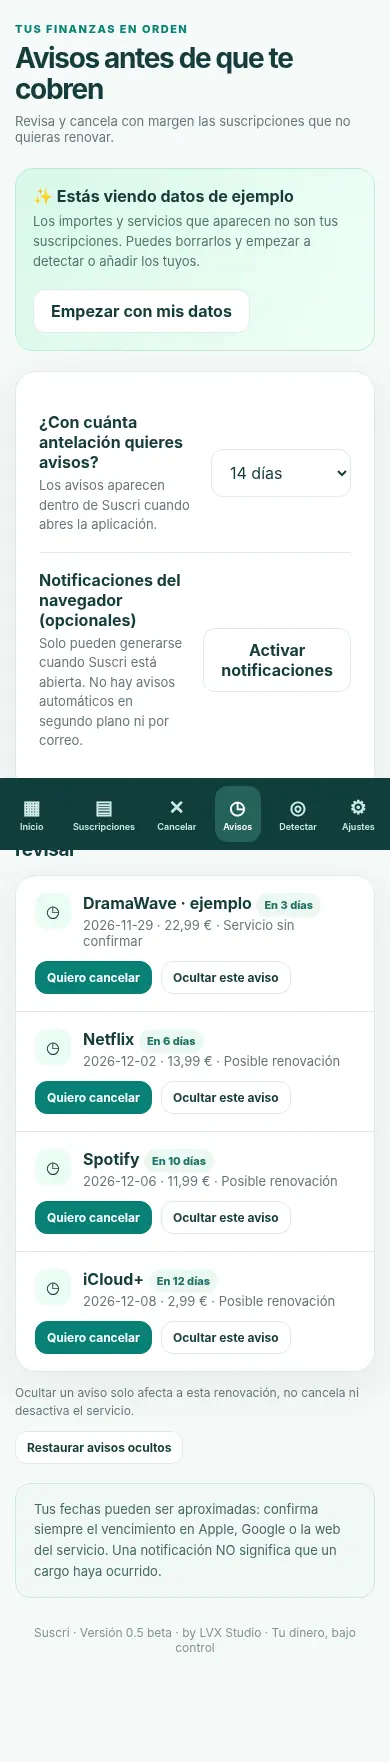 TUS FINANZAS EN ORDEN
Avisos antes de que te
cobren
Revisa y cancela con margen las suscripciones que no
quieras renovar.
✨ Estás viendo datos de ejemplo
Los importes y servicios que aparecen no son tus
suscripciones. Puedes borrarlos y empezar a
detectar o añadir los tuyos.
Empezar con mis datos
¿Con cuánta
antelación quieres
avisos?
Los avisos aparecen
dentro de Suscri cuando
abres la aplicación.
14 días
Notificaciones del
navegador
(opcionales)
Solo pueden generarse
cuando Suscri está
abierta. No hay avisos
automáticos en
segundo plano ni por
correo.
Activar
notificaciones
Inicio
Suscripciones
Cancelar
Avisos
Detectar
Ajustes
revisar
DramaWave · ejemplo En 3 días
2026-11-29 · 22,99 € · Servicio sin
confirmar
Quiero cancelar
Ocultar este aviso
Netflix En 6 días
2026-12-02 · 13,99 € · Posible renovación
Quiero cancelar
Ocultar este aviso
Spotify En 10 días
2026-12-06 · 11,99 € · Posible renovación
Quiero cancelar
Ocultar este aviso
iCloud+ En 12 días
2026-12-08 · 2,99 € · Posible renovación
Quiero cancelar
Ocultar este aviso
Ocultar un aviso solo afecta a esta renovación, no cancela ni
desactiva el servicio.
Restaurar avisos ocultos
Tus fechas pueden ser aproximadas: confirma
siempre el vencimiento en Apple, Google o la web
del servicio. Una notificación NO significa que un
cargo haya ocurrido.
Suscri · Versión 0.5 beta · by LVX Studio · Tu dinero, bajo
control